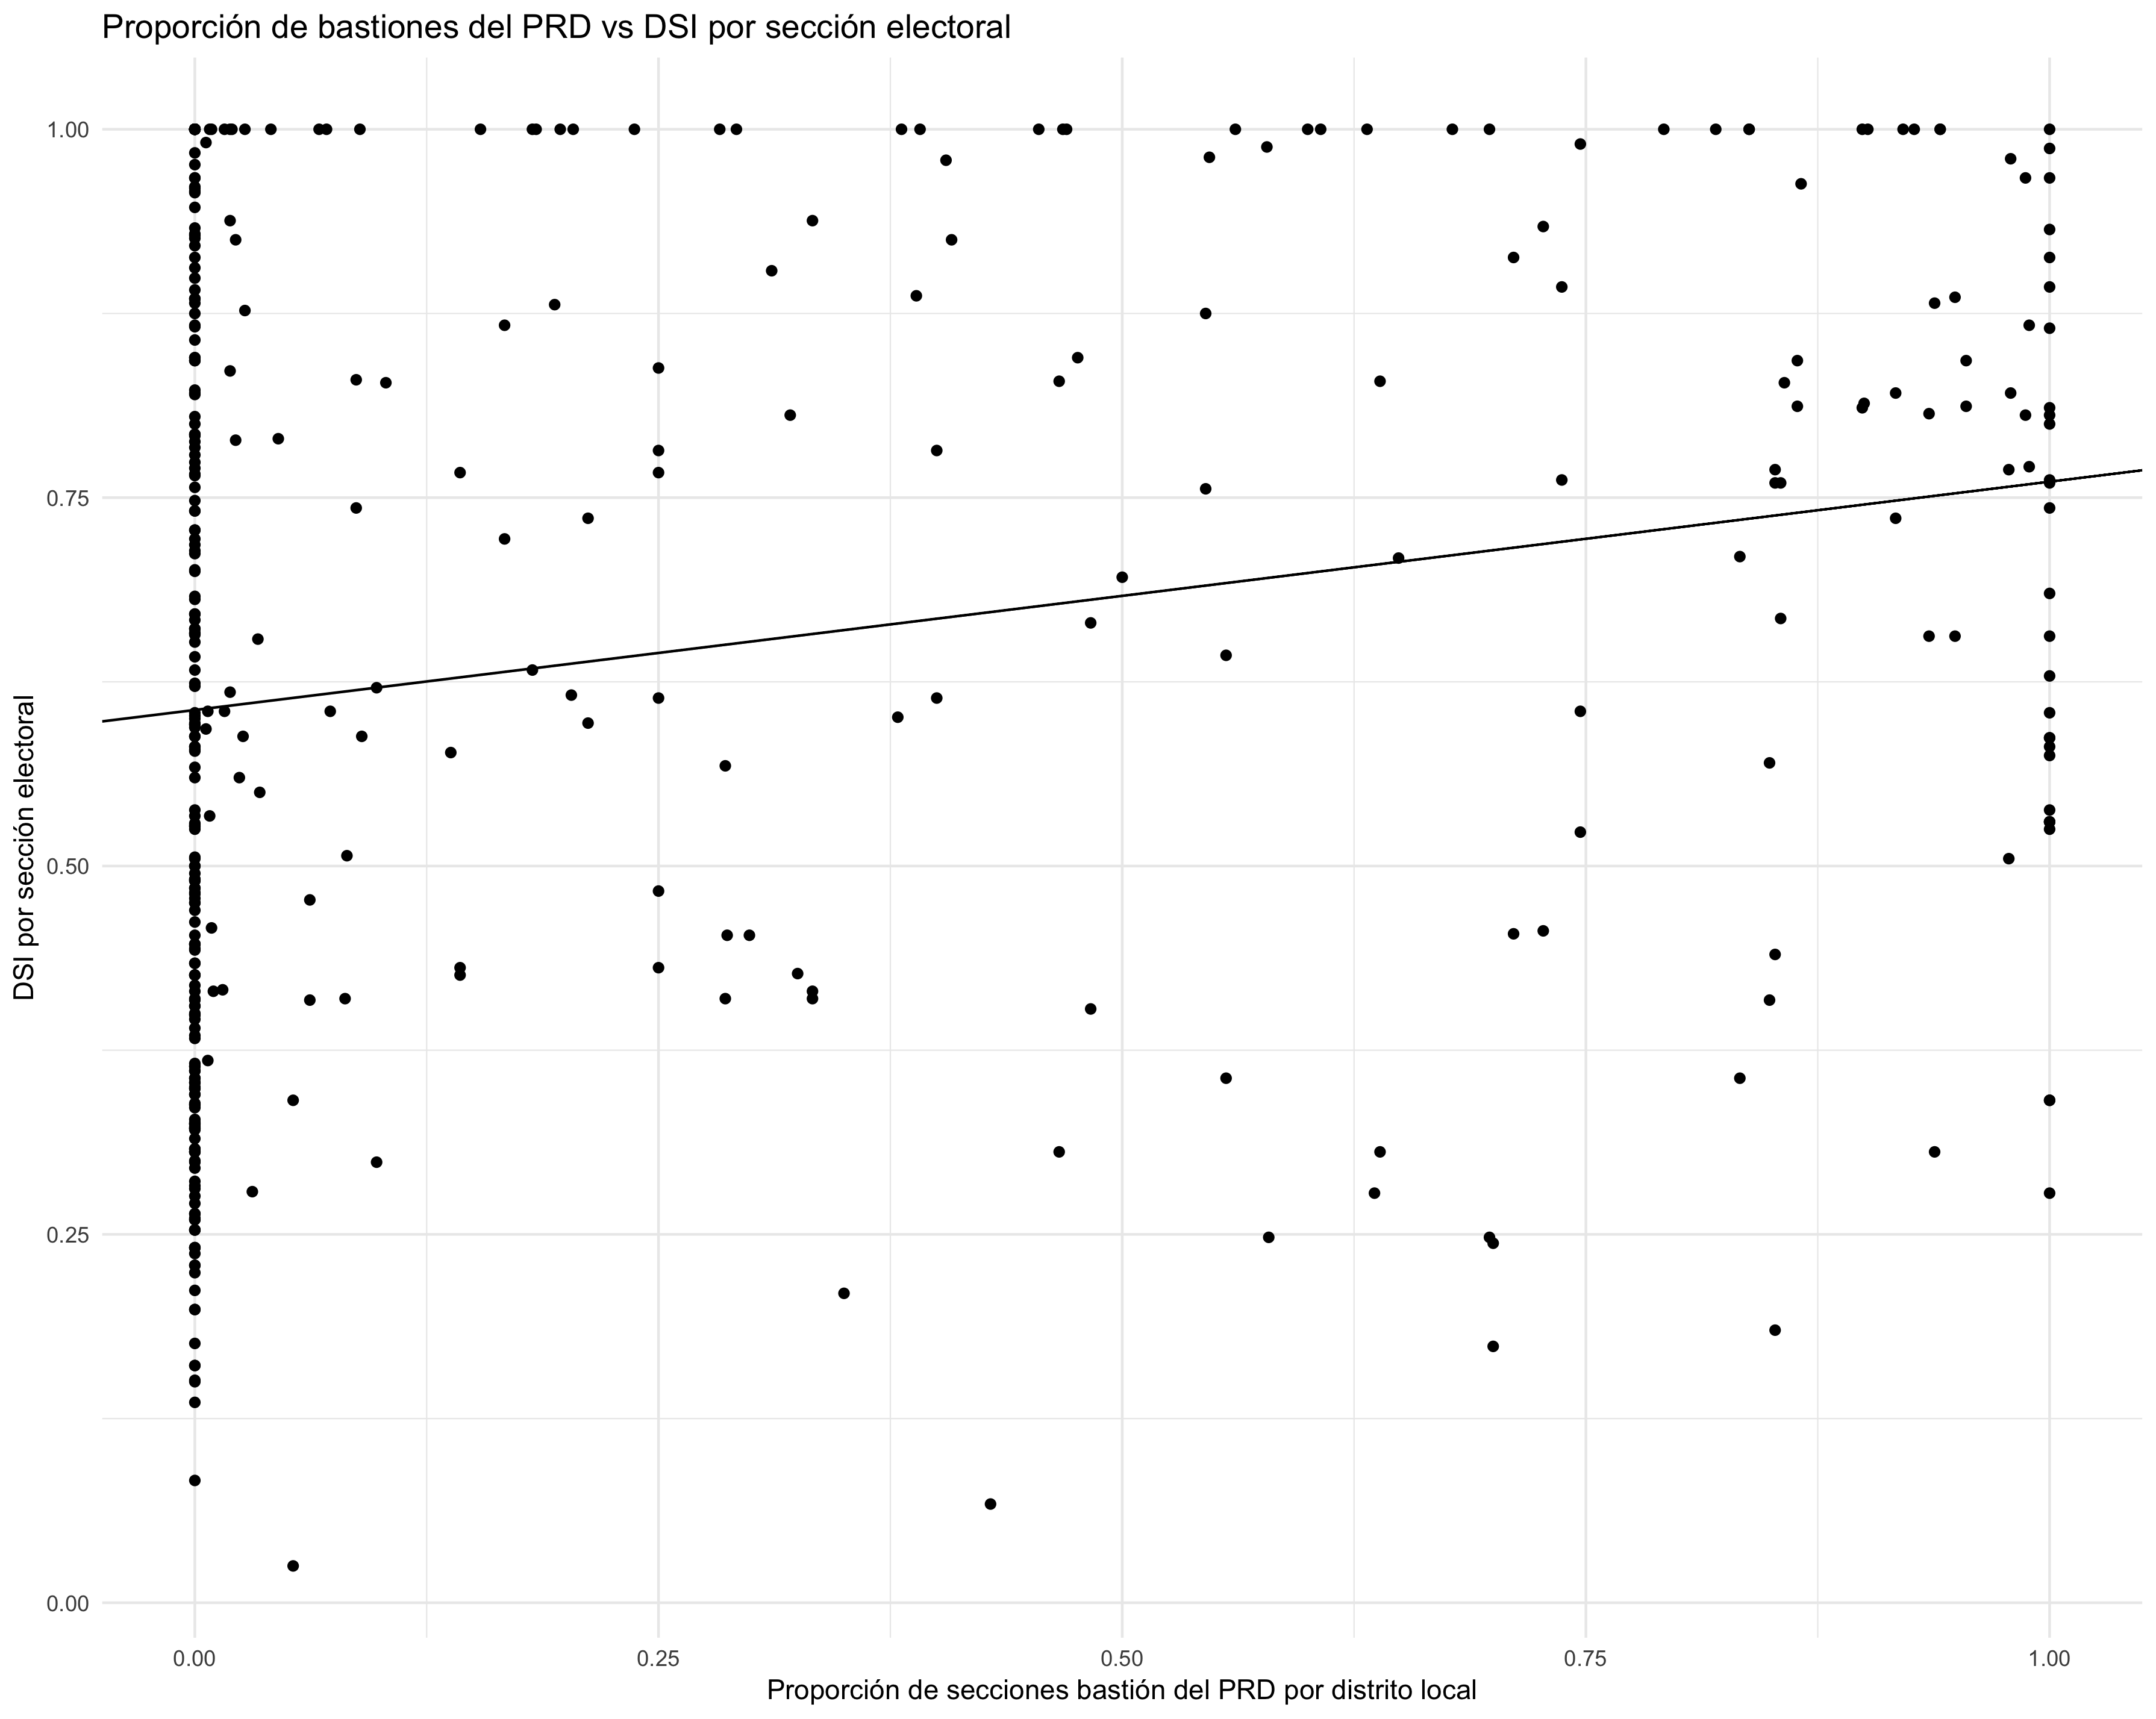 Proporción de bastiones del PRD vs DSI por sección electoral
1.00
0.75
0.50
0.25
0.00
DSI por sección electoral
0.00 0.25 0.50 0.75 1.00
Proporción de secciones bastión del PRD por distrito local